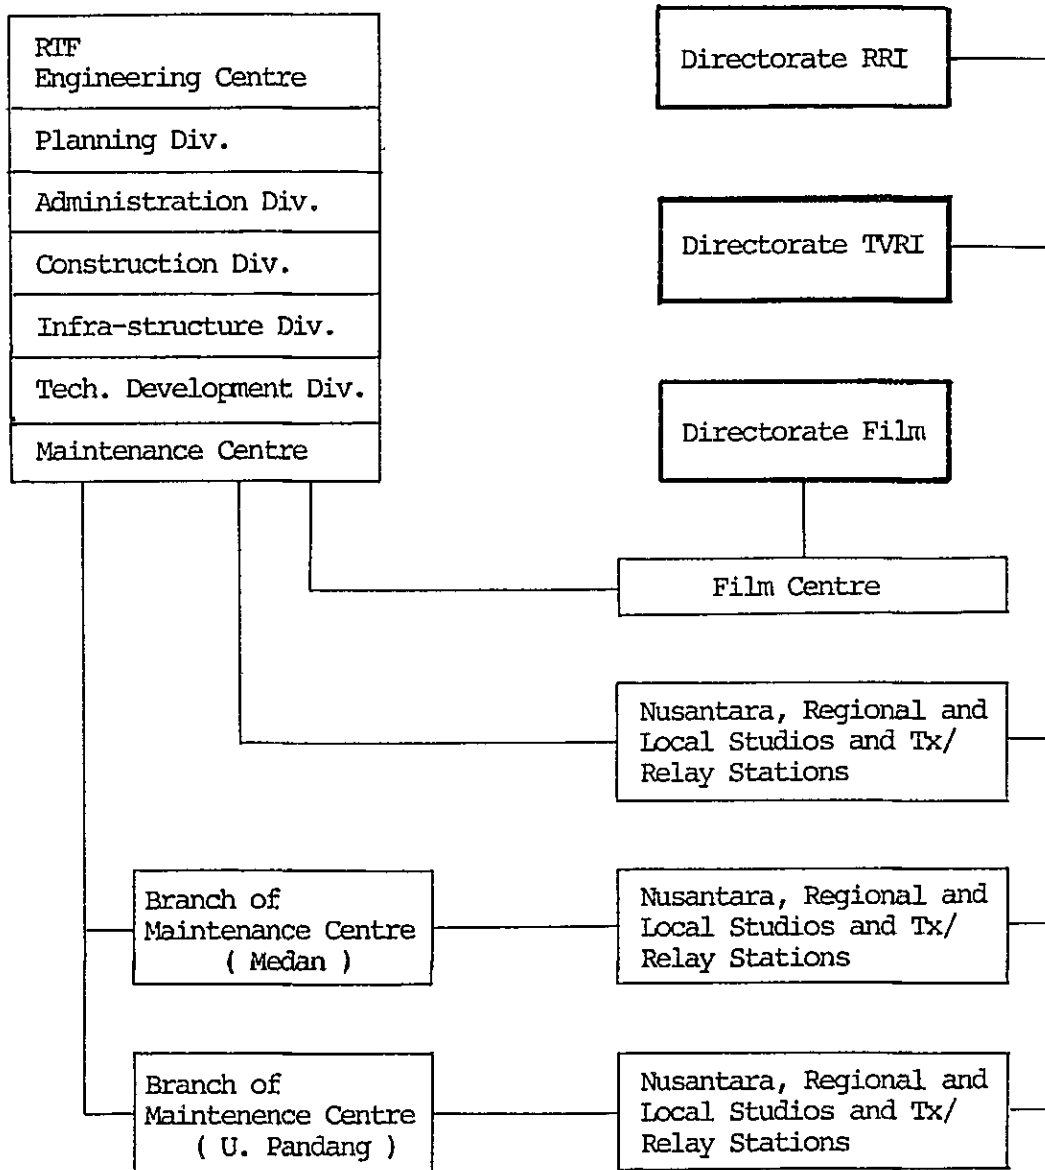 RTF
Engineering Centre
Planning Div.
Administration Div.
Construction Div.
Infra-structure Div.
Tech. Development Div.
Maintenance Centre
Directorate RRI
Directorate TVRI
Directorate Film
Film Centre
Nusantara, Regional and
Local Studios and Tx/
Relay Stations
Branch of
Maintenance Centre
( Medan )
Nusantara, Regional and
Local Studios and Tx/
Relay Stations
Branch of
Maintenence Centre
( U. Pandang )
Nusantara, Regional and
Local Studios and Tx/
Relay Stations